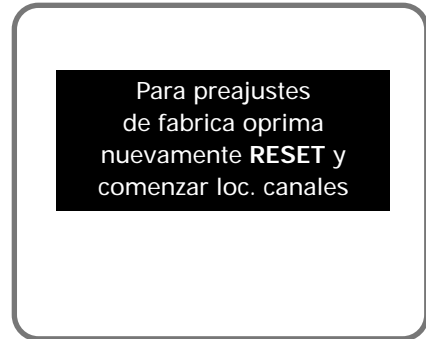 Para preajustes
de fabrica oprima
nuevamente RESET y
comenzar loc. canales